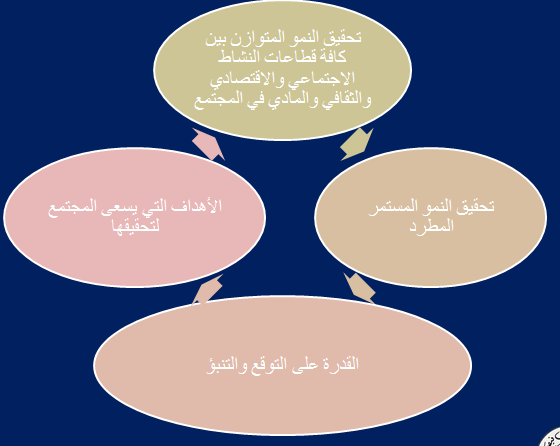 تحقيق النمو المتوازن بين
كافة قطاعات النشاط
الاجتماعي والاقتصادي
والثقافي والمادي في المجتمع
تحقيق النمو المستمر
المطرد
الأهداف التي يسعى المجتمع
لتحقيقها
القدرة على التوقع والتنبؤ